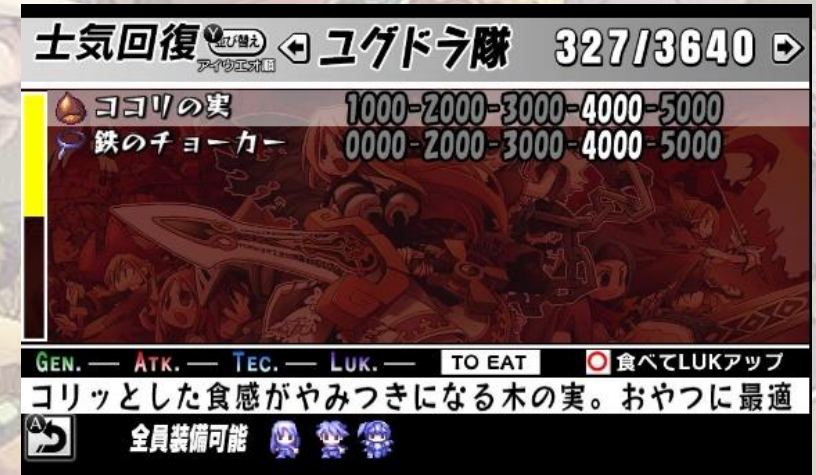 士気回復 Ⓨ並び替え アイウエオ順 ユグドラ隊 327/3640
ココリの実 1000-2000-3000-4000-5000
鉄のチョーカー 0000-2000-3000-4000-5000
GEN. — ATK. — TEC. — LUK. — TO EAT 食べてLUKアップ
コリッとした食感がやみつきになる木の実。おやつに最適
Ⓐ 全員装備可能